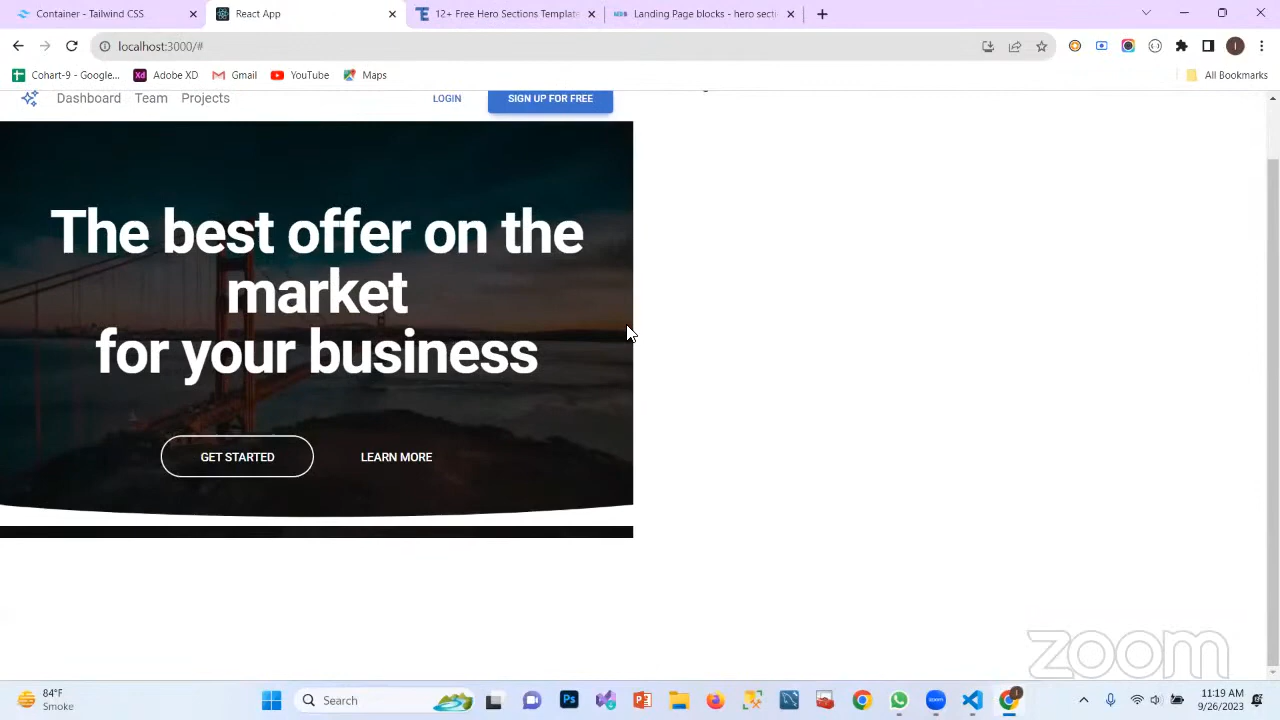 Container - Tailwind CSS
React App
12+ Free Hero Sections Template
Landing Page blocks - hero secti
localhost:3000/#
Cohart-9 - Google...
Xd Adobe XD
Gmail
YouTube
Maps
All Bookmarks
Dashboard Team Projects
LOGIN
SIGN UP FOR FREE
The best offer on the
market
for your business
GET STARTED
LEARN MORE
zoom
84°F
Smoke
Search
11:19 AM
9/26/2023